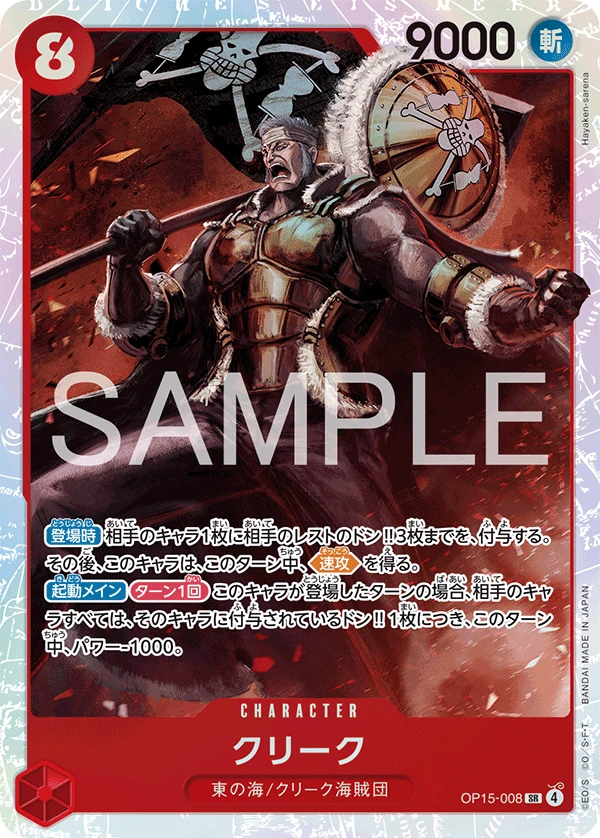 DLICHES EISMEER
8
9000 斬
Hayaken-sarena
SAMPLE
登場時 相手のキャラ1枚に相手のレストのドン!!3枚までを、付与する。
その後、このキャラは、このターン中、速攻を得る。
起動メイン ターン1回 このキャラが登場したターンの場合、相手のキャ
ラすべては、そのキャラに付与されているドン!! 1枚につき、このターン
中、パワー-1000。
CHARACTER
クリーク
東の海/クリーク海賊団
OP15-008 SR 4
©EO/S ©O/S・F・T BANDAI MADE IN JAPAN